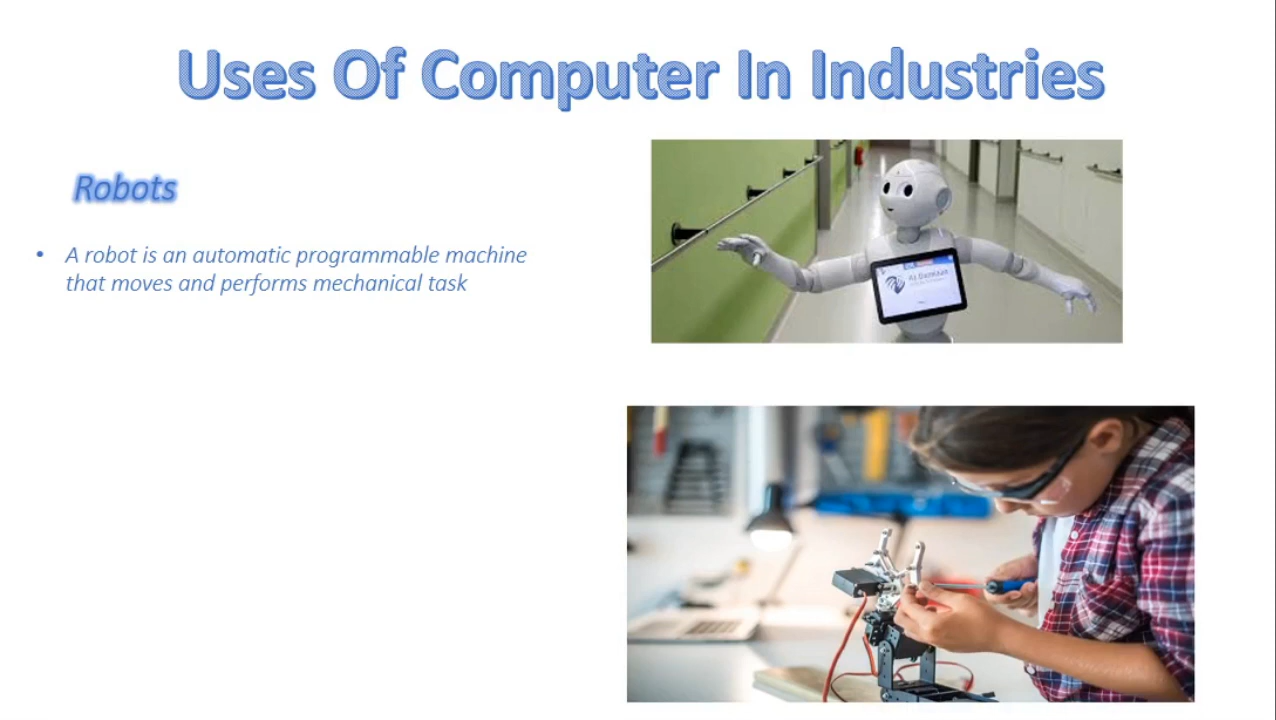 Uses Of Computer In Industries
Robots
• A robot is an automatic programmable machine
that moves and performs mechanical task